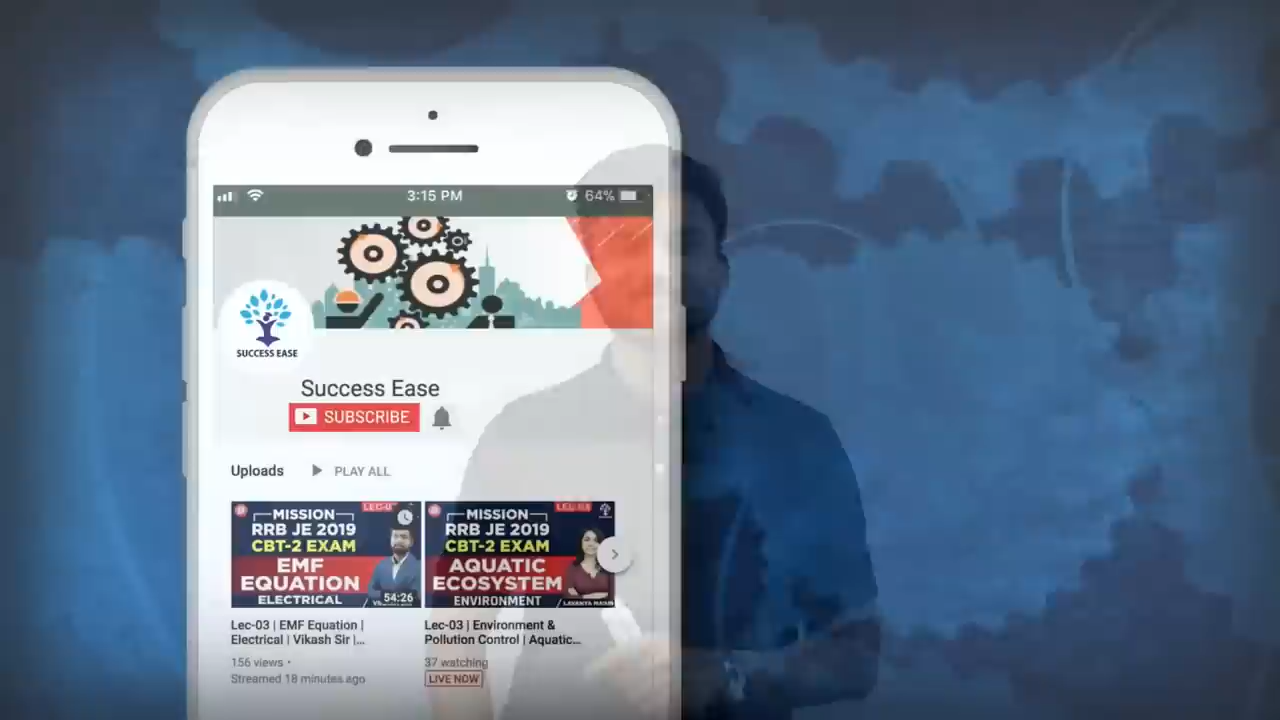 3:15 PM
64%
SUCCESS EASE
Success Ease
SUBSCRIBE
Uploads
PLAY ALL
MISSION
RRB JE 2019
CBT-2 EXAM
EMF
EQUATION
ELECTRICAL
54:26
MISSION
RRB JE 2019
CBT-2 EXAM
AQUATIC
ECOSYSTEM
ENVIRONMENT
Lec-03 | EMF Equation |
Electrical | Vikash Sir |...
156 views •
Streamed 18 minutes ago
Lec-03 | Environment &
Pollution Control | Aquatic...
37 watching
LIVE NOW